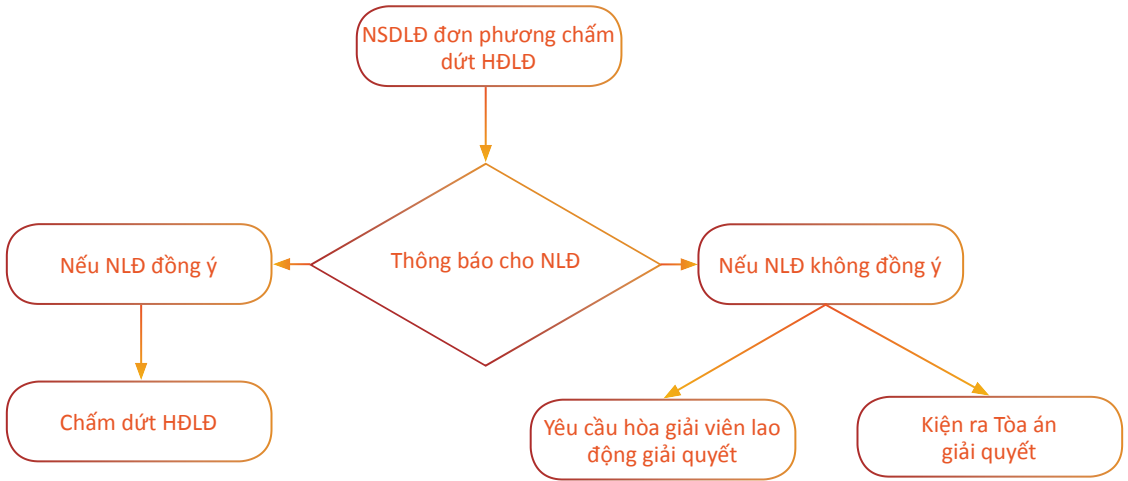 NSDLĐ đơn phương chấm
dứt HĐLĐ
Thông báo cho NLĐ
Nếu NLĐ đồng ý
Nếu NLĐ không đồng ý
Chấm dứt HĐLĐ
Yêu cầu hòa giải viên lao
động giải quyết
Kiện ra Tòa án
giải quyết